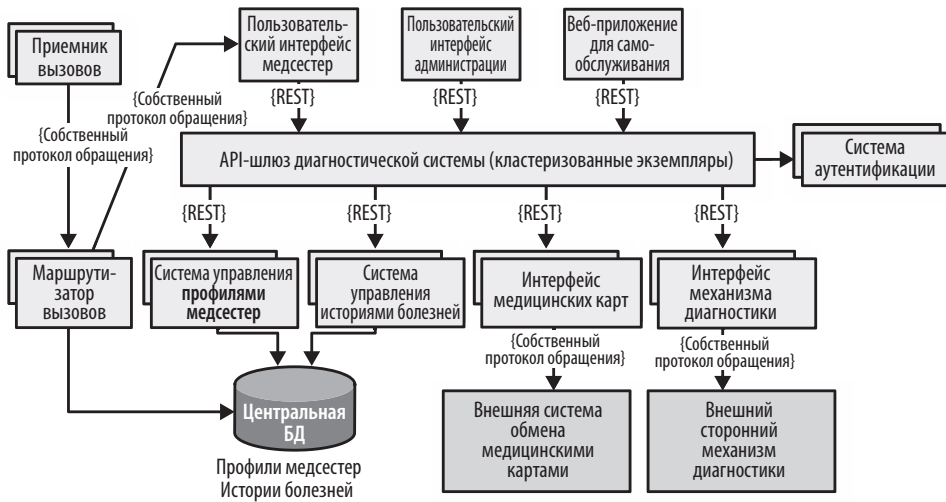 Приемник
вызовов
Пользователь-
ский интерфейс
медсестер
Пользовательский
интерфейс
администрации
Веб-приложение
для само-
обслуживания
{Собственный
протокол обращения}
{Собственный
протокол обращения}
{REST}
{REST}
{REST}
API-шлюз диагностической системы (кластеризованные экземпляры)
Система
аутентификации
{REST}
{REST}
{REST}
{REST}
Маршрути-
затор
вызовов
Система управления
профилями
медсестер
Система
управления
историями болезней
Интерфейс
медицинских карт
Интерфейс
механизма
диагностики
{Собственный
протокол обращения}
{Собственный
протокол обращения}
Центральная
БД
Внешняя система
обмена
медицинскими
картами
Внешний
сторонний
механизм
диагностики
Профили медсестер
Истории болезней